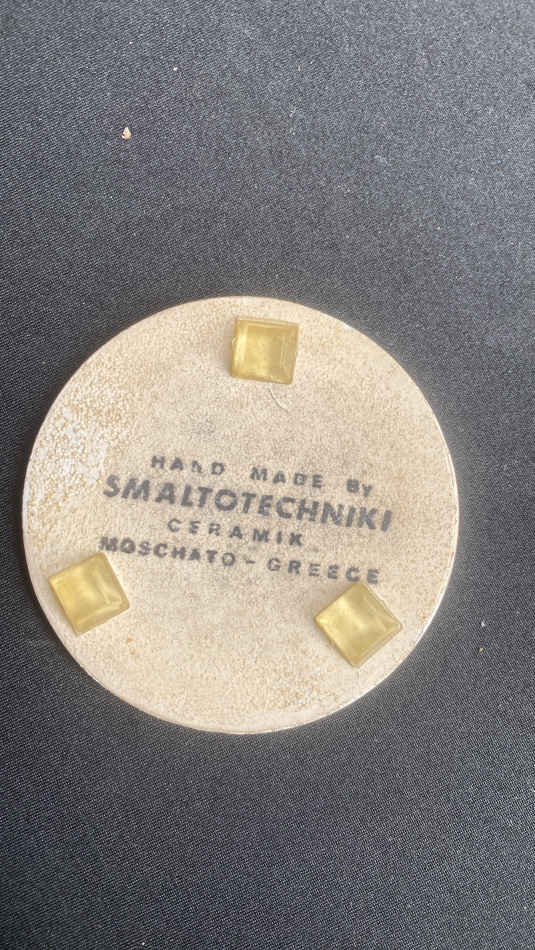 HAND MADE BY
SMALTOTECHNIKI
CERAMIK
MOSCHATO - GREECE